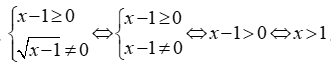 {x-1≥0
√x-1≠0 ⇔ {x-1≥0
x-1≠0 ⇔ x-1>0 ⇔ x>1